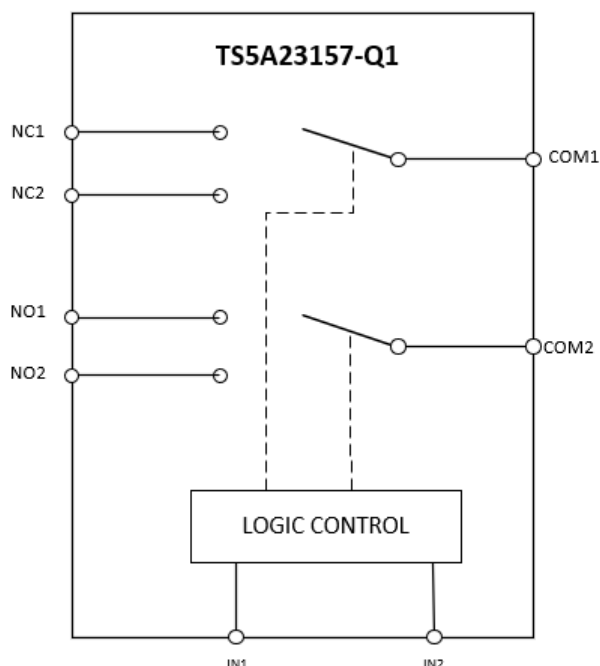 TS5A23157-Q1
NC1
COM1
NC2
NO1
COM2
NO2
LOGIC CONTROL
IN1
IN2